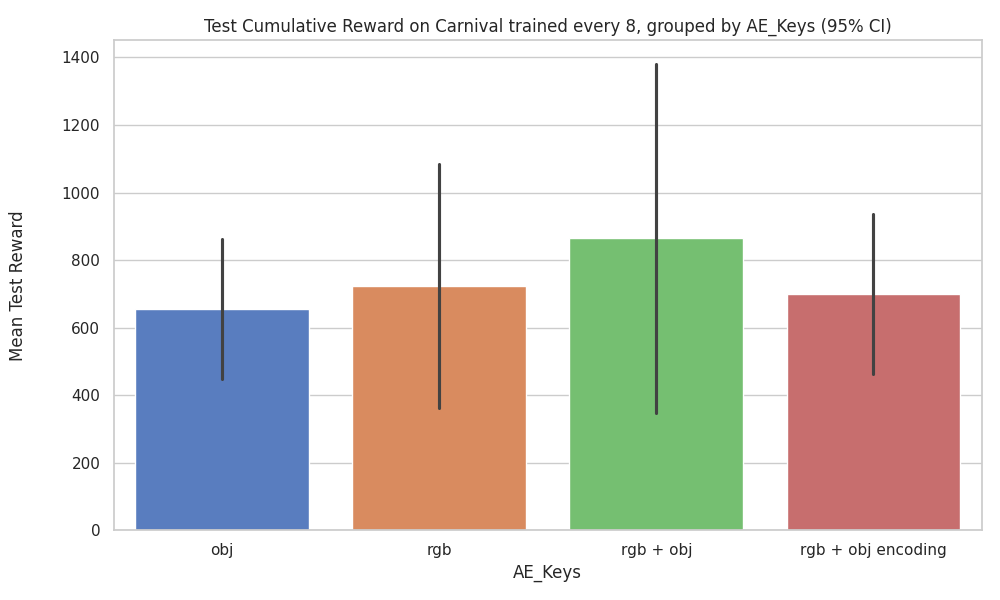 Test Cumulative Reward on Carnival trained every 8, grouped by AE_Keys (95% CI)
Mean Test Reward
1400
1200
1000
800
600
400
200
0
obj
rgb
rgb + obj
rgb + obj encoding
AE_Keys